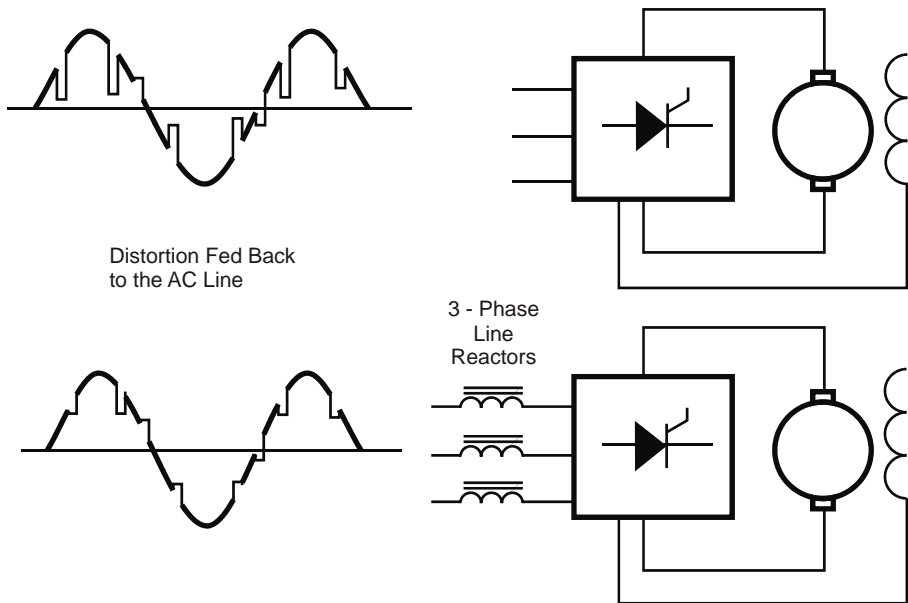 Distortion Fed Back
to the AC Line
3 - Phase
Line
Reactors